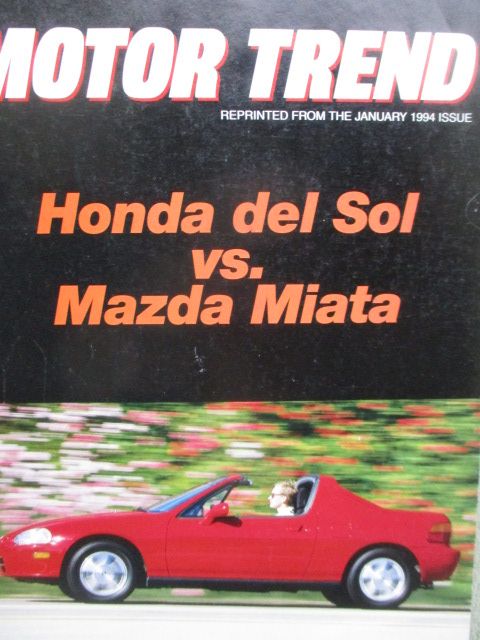 MOTOR TREND
REPRINTED FROM THE JANUARY 1994 ISSUE
Honda del Sol
vs.
Mazda Miata